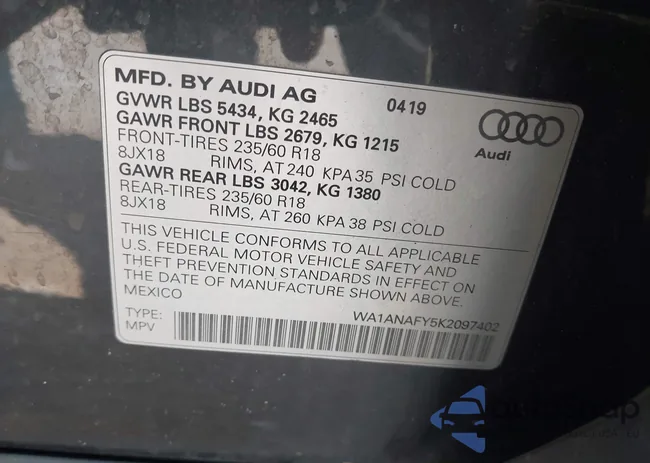 MFD. BY AUDI AG 0419
GVWR LBS 5434, KG 2465
GAWR FRONT LBS 2679, KG 1215
FRONT-TIRES 235/60 R18
8JX18 RIMS, AT 240 KPA 35 PSI COLD
GAWR REAR LBS 3042, KG 1380
REAR-TIRES 235/60 R18
8JX18 RIMS, AT 260 KPA 38 PSI COLD
Audi
THIS VEHICLE CONFORMS TO ALL APPLICABLE
U.S. FEDERAL MOTOR VEHICLE SAFETY AND
THEFT PREVENTION STANDARDS IN EFFECT ON
THE DATE OF MANUFACTURE SHOWN ABOVE.
MEXICO
WA1ANAFY5K2097402
TYPE:
MPV